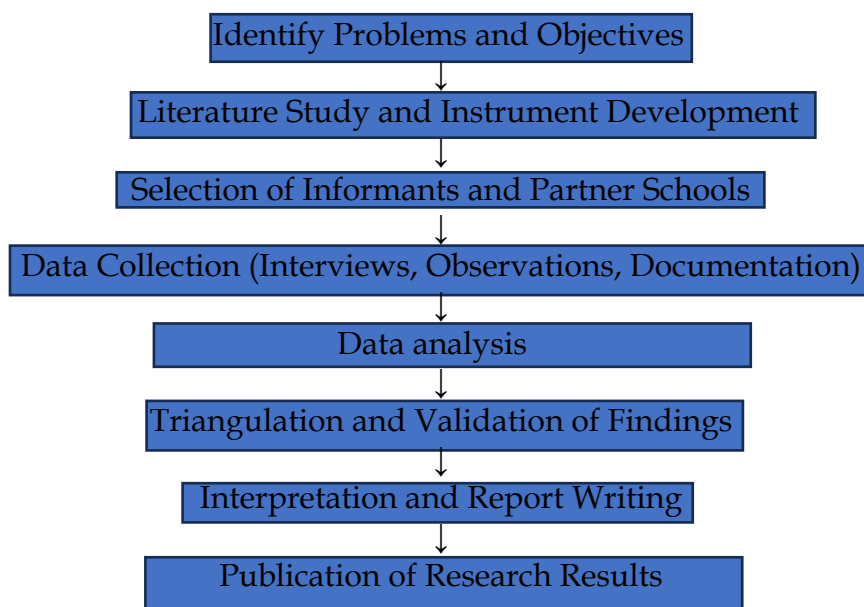 Identify Problems and Objectives
Literature Study and Instrument Development
Selection of Informants and Partner Schools
Data Collection (Interviews, Observations, Documentation)
Data analysis
Triangulation and Validation of Findings
Interpretation and Report Writing
Publication of Research Results